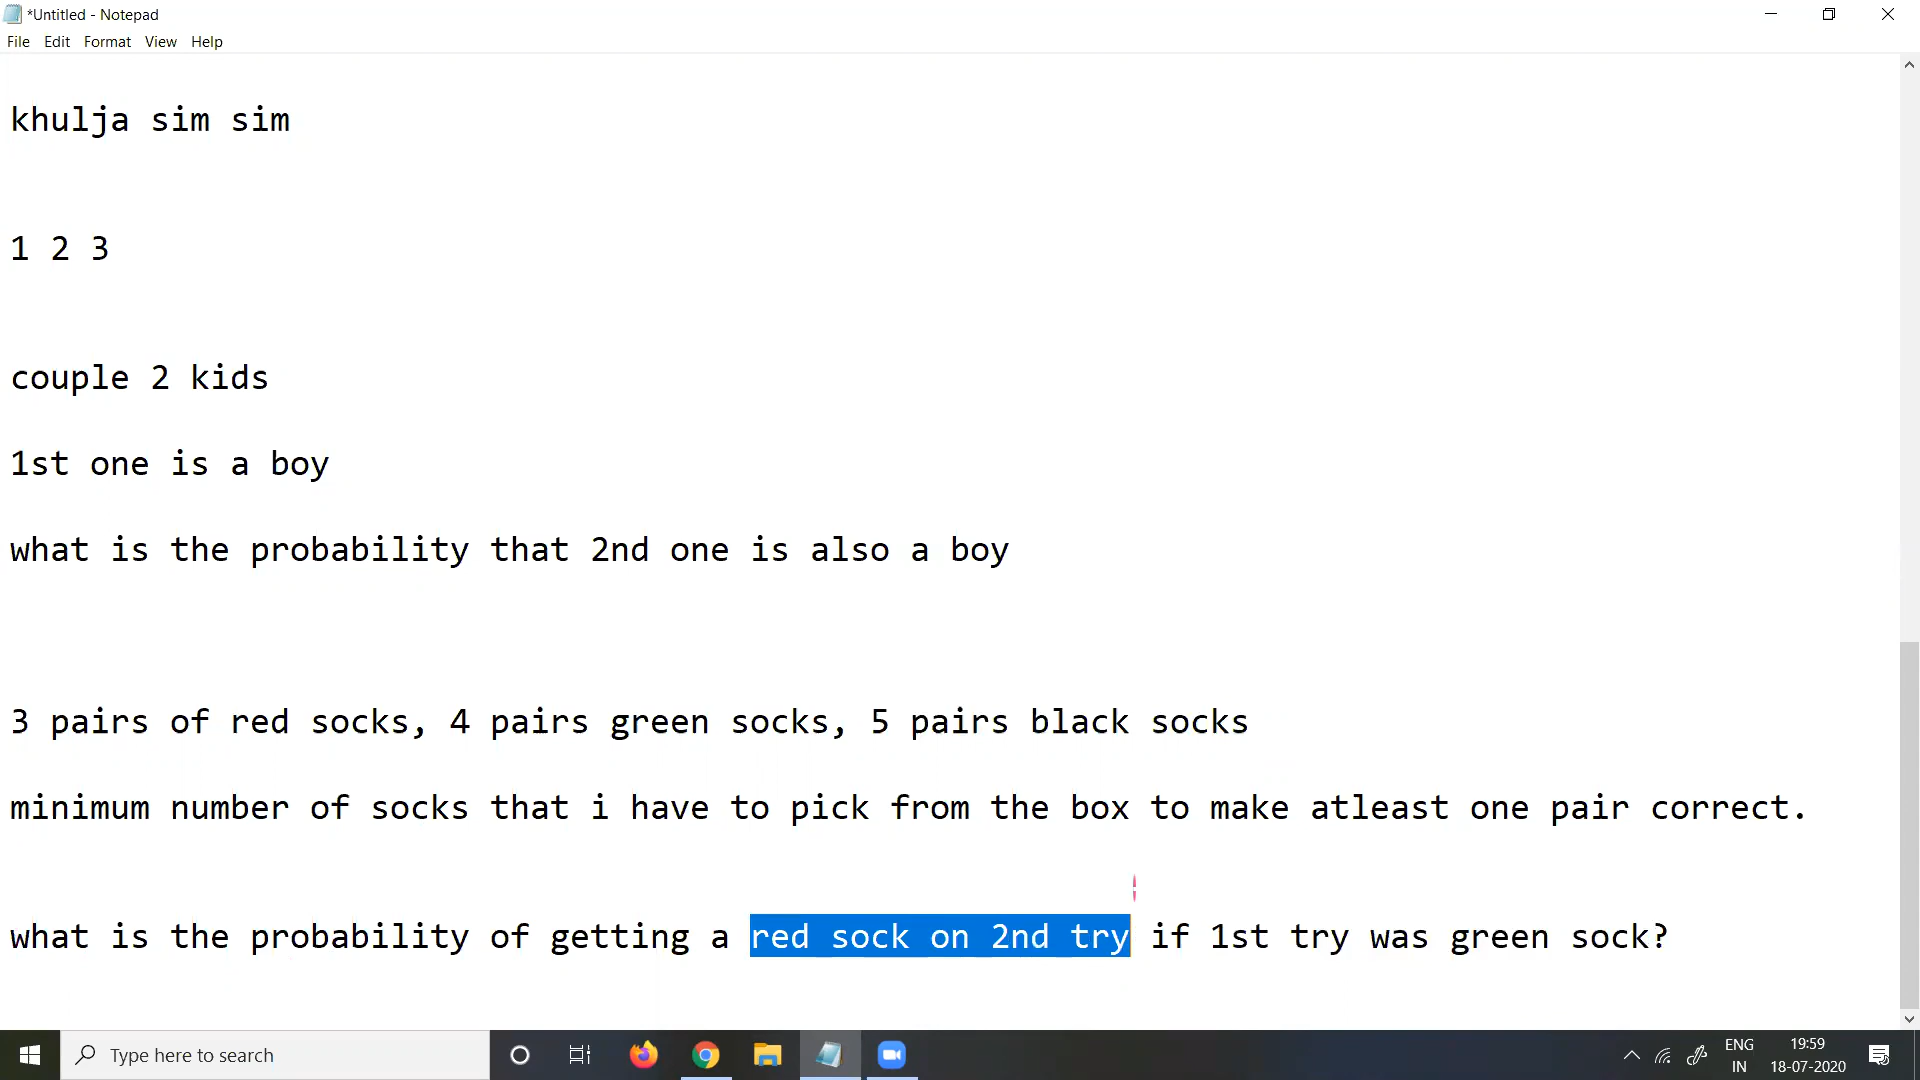 *Untitled - Notepad
File Edit Format View Help
khulja sim sim
1 2 3
couple 2 kids
1st one is a boy
what is the probability that 2nd one is also a boy
3 pairs of red socks, 4 pairs green socks, 5 pairs black socks
minimum number of socks that i have to pick from the box to make atleast one pair correct.
what is the probability of getting a red sock on 2nd try if 1st try was green sock?
Type here to search
ENG
IN
19:59
18-07-2020